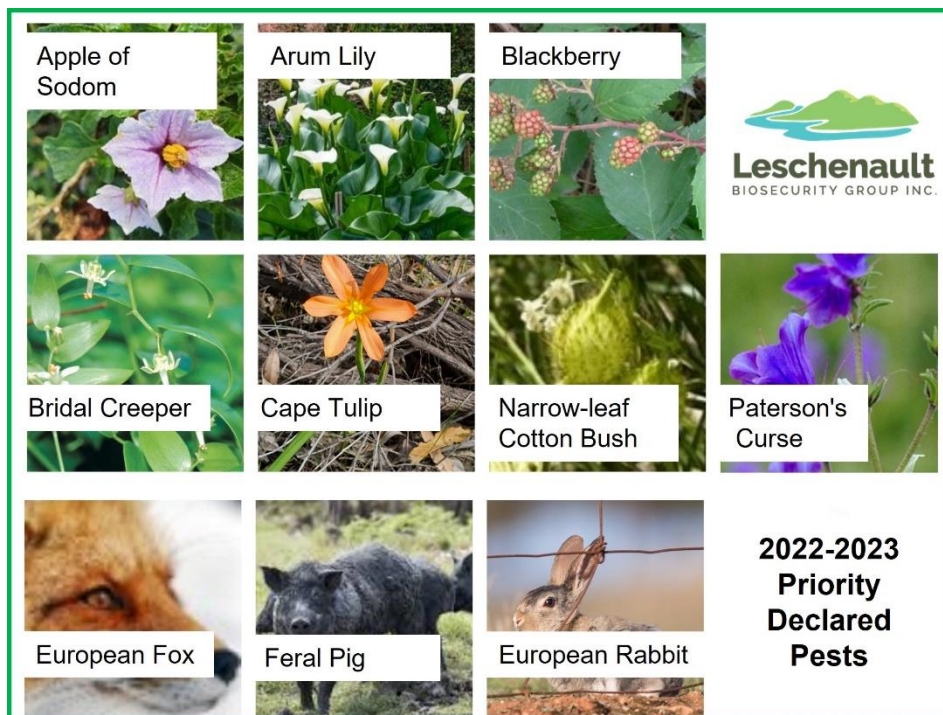 Apple of
Sodom
Arum Lily
Blackberry
Leschenault
BIOSECURITY GROUP INC.
Bridal Creeper
Cape Tulip
Narrow-leaf
Cotton Bush
Paterson's
Curse
European Fox
Feral Pig
European Rabbit
2022-2023
Priority
Declared
Pests